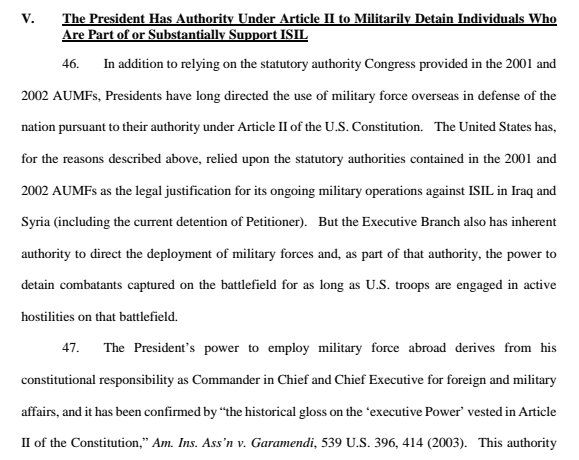 V. The President Has Authority Under Article II to Militarily Detain Individuals Who
Are Part of or Substantially Support ISIL
46. In addition to relying on the statutory authority Congress provided in the 2001 and
2002 AUMFs, Presidents have long directed the use of military force overseas in defense of the
nation pursuant to their authority under Article II of the U.S. Constitution. The United States has,
for the reasons described above, relied upon the statutory authorities contained in the 2001 and
2002 AUMFs as the legal justification for its ongoing military operations against ISIL in Iraq and
Syria (including the current detention of Petitioner). But the Executive Branch also has inherent
authority to direct the deployment of military forces and, as part of that authority, the power to
detain combatants captured on the battlefield for as long as U.S. troops are engaged in active
hostilities on that battlefield.
47. The President’s power to employ military force abroad derives from his
constitutional responsibility as Commander in Chief and Chief Executive for foreign and military
affairs, and it has been confirmed by “the historical gloss on the ‘executive Power’ vested in Article
II of the Constitution,” Am. Ins. Ass’n v. Garamendi, 539 U.S. 396, 414 (2003). This authority